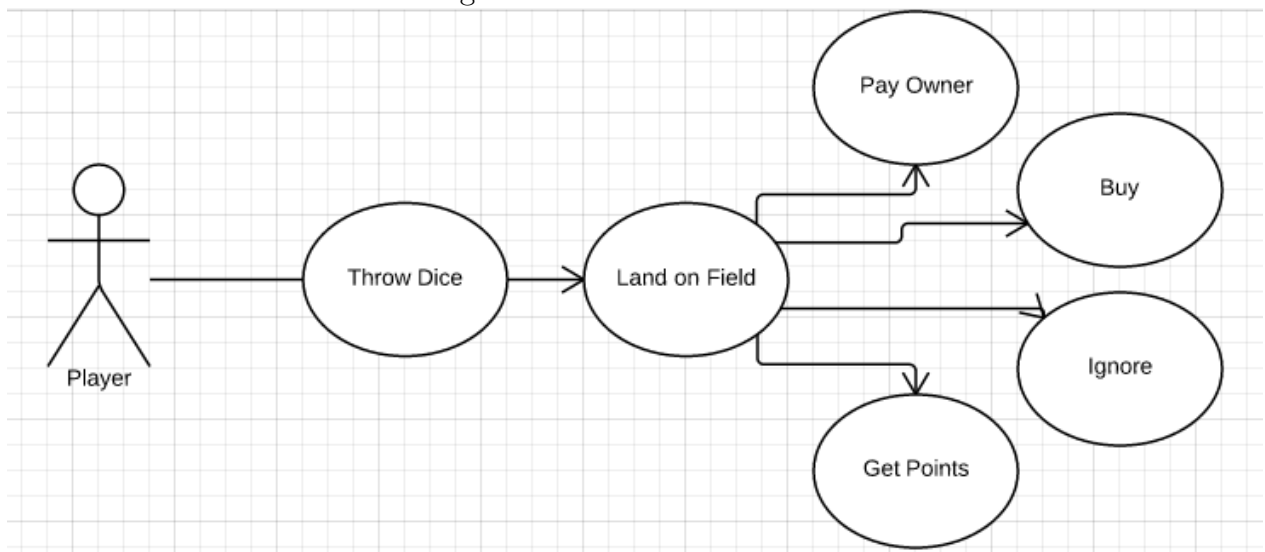 Pay Owner
Buy
Throw Dice
Land on Field
Ignore
Player
Get Points